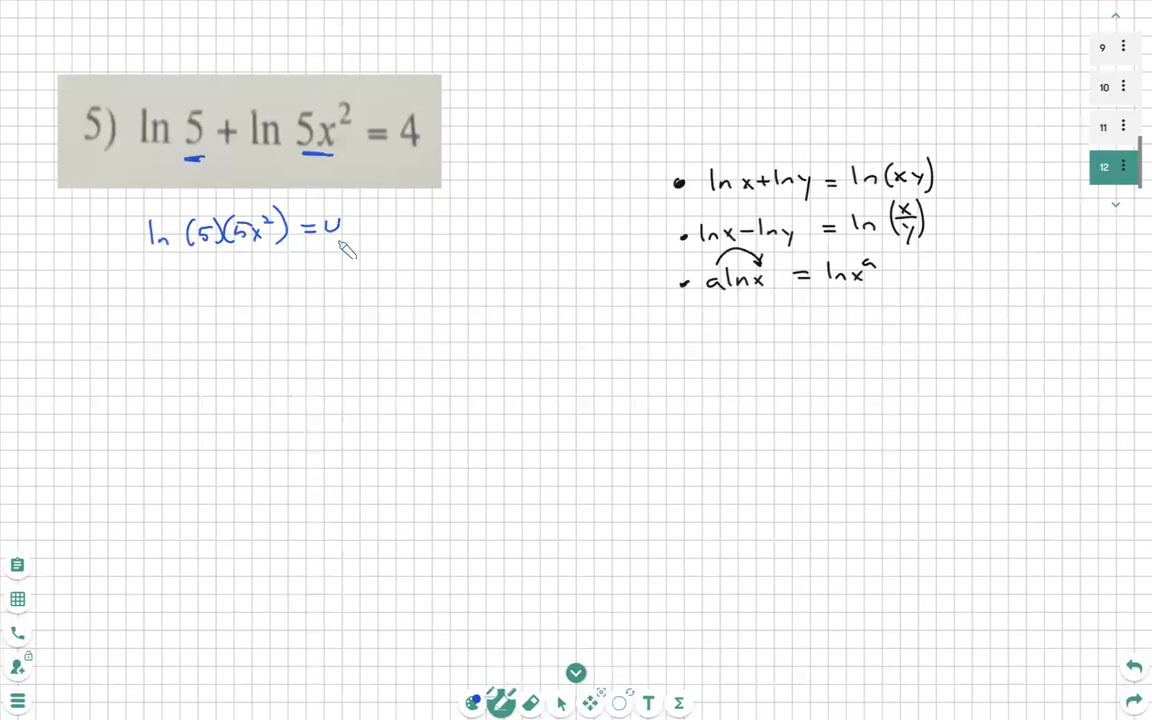 5) ln 5 + ln 5x² = 4
ln (5)(5x²) = U
• ln x + ln y = ln (xy)
• ln x − ln y = ln (x/y)
• a ln x = ln xᵃ
9
10
11
12
T
Σ